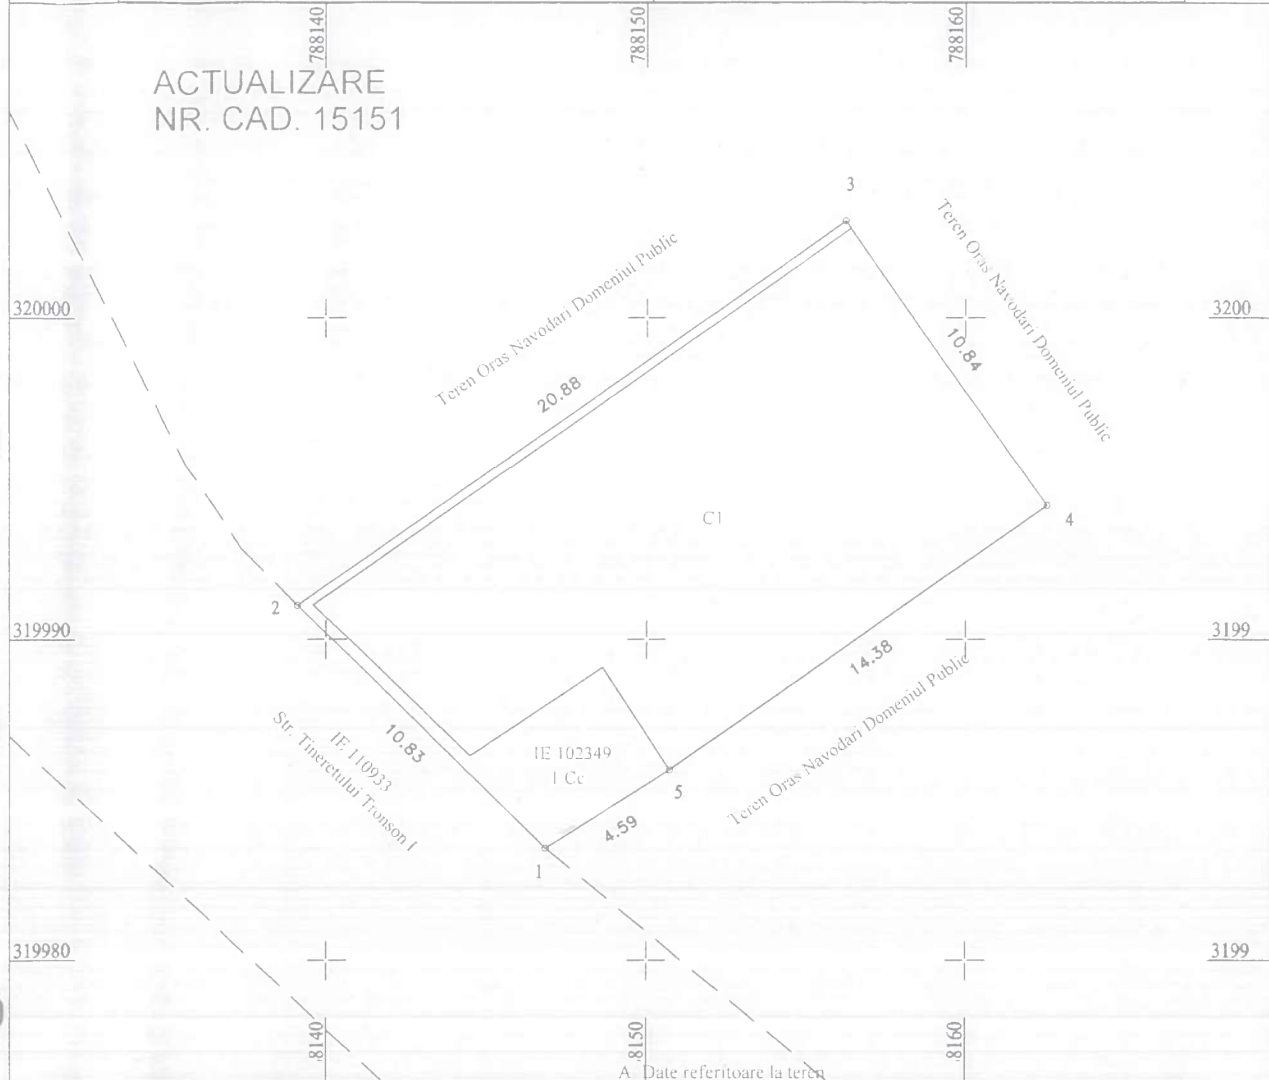 788140
788150
788160
ACTUALIZARE
NR. CAD. 15151
3
Teren Oras Navodari Domeniul Public
Teren Oras Navodari Domeniul Public
320000
3200
10.84
20.88
C1
4
2
319990
3199
14.38
Teren Oras Navodari Domeniul Public
10.83
IE 110933
Str. Tineretului Tronson I
IE 102349
1 Cc
5
4.59
1
319980
3199
8140
8150
8160
A. Date referitoare la teren